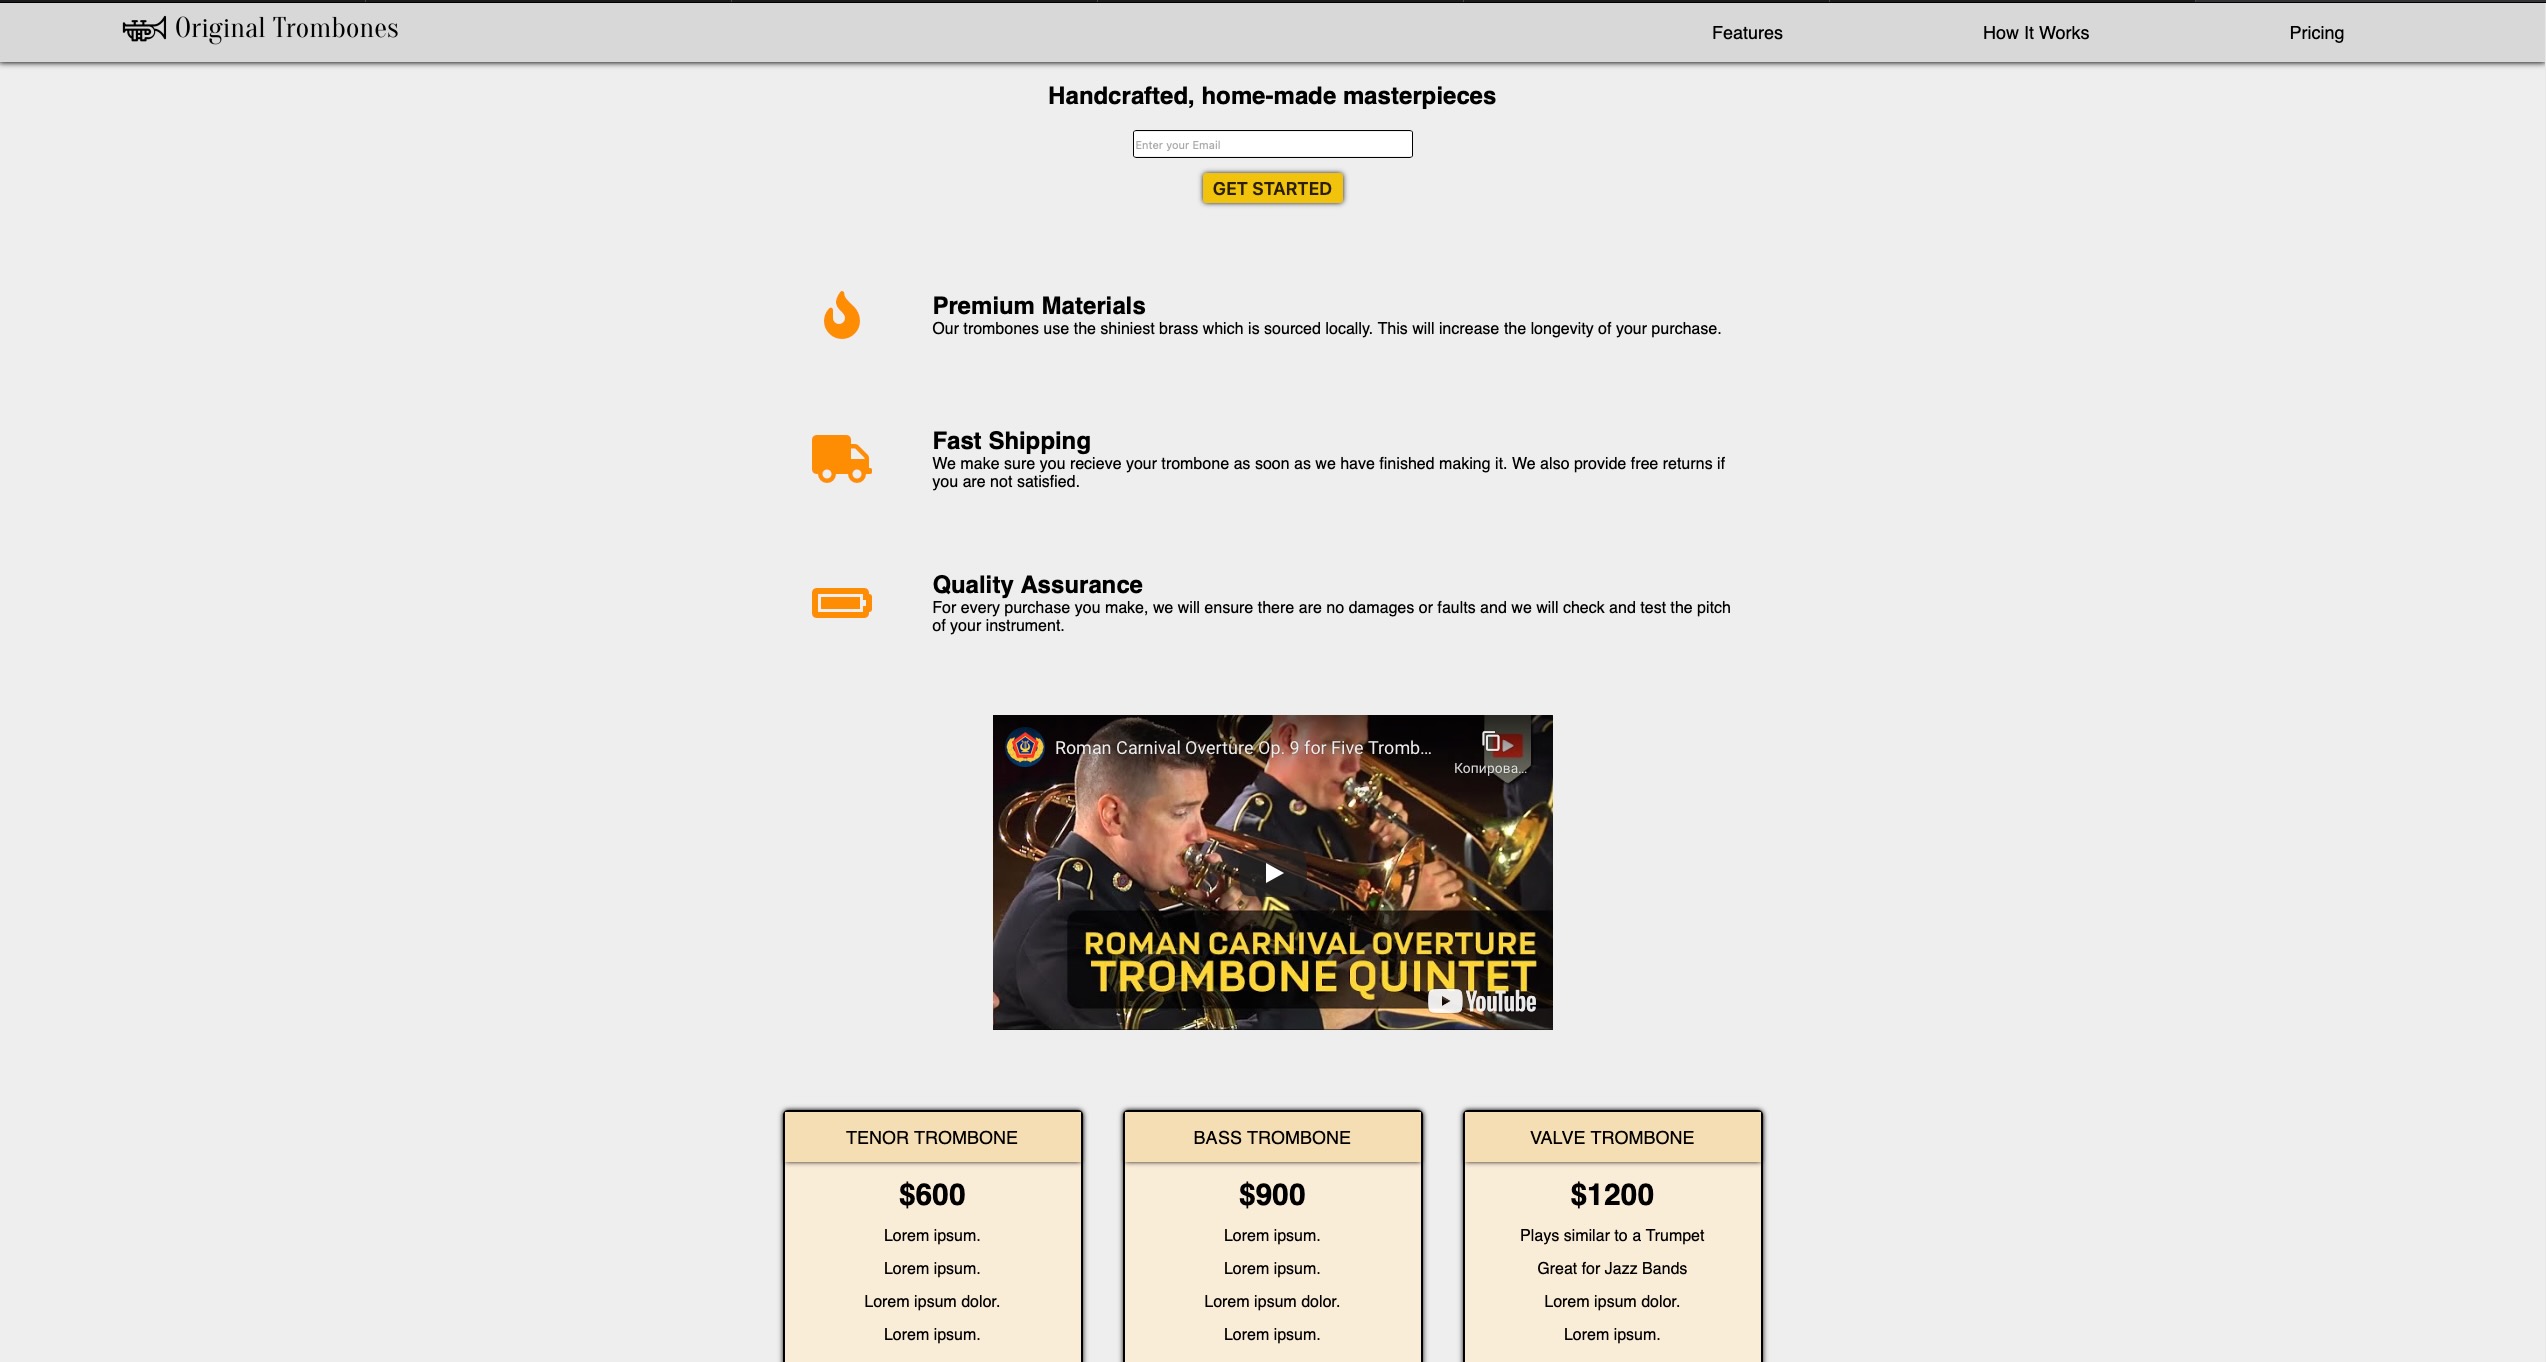 Original Trombones
Features
How It Works
Pricing
Handcrafted, home-made masterpieces
Enter your Email
GET STARTED
Premium Materials
Our trombones use the shiniest brass which is sourced locally. This will increase the longevity of your purchase.
Fast Shipping
We make sure you recieve your trombone as soon as we have finished making it. We also provide free returns if
you are not satisfied.
Quality Assurance
For every purchase you make, we will ensure there are no damages or faults and we will check and test the pitch
of your instrument.
Roman Carnival Overture Op. 9 for Five Tromb...
Копирова...
ROMAN CARNIVAL OVERTURE
TROMBONE QUINTET
YouTube
TENOR TROMBONE
$600
Lorem ipsum.
Lorem ipsum.
Lorem ipsum dolor.
Lorem ipsum.
BASS TROMBONE
$900
Lorem ipsum.
Lorem ipsum.
Lorem ipsum dolor.
Lorem ipsum.
VALVE TROMBONE
$1200
Plays similar to a Trumpet
Great for Jazz Bands
Lorem ipsum dolor.
Lorem ipsum.